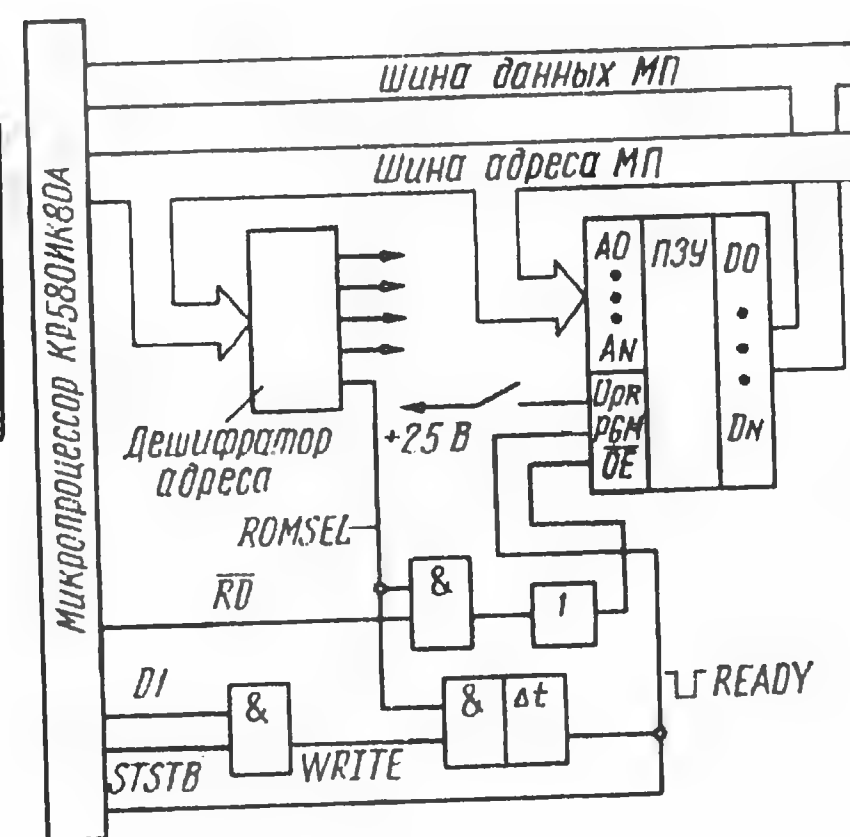 шина данных МП
Шина адреса МП
Микропроцессор КР580ИК80А
A0
ПЗУ
D0
AN
DN
UPR
PGM
OE
+25 В
Дешифратор
адреса
ROMSEL
RD
&
1
D1
&
STSTB
WRITE
&
Δt
READY